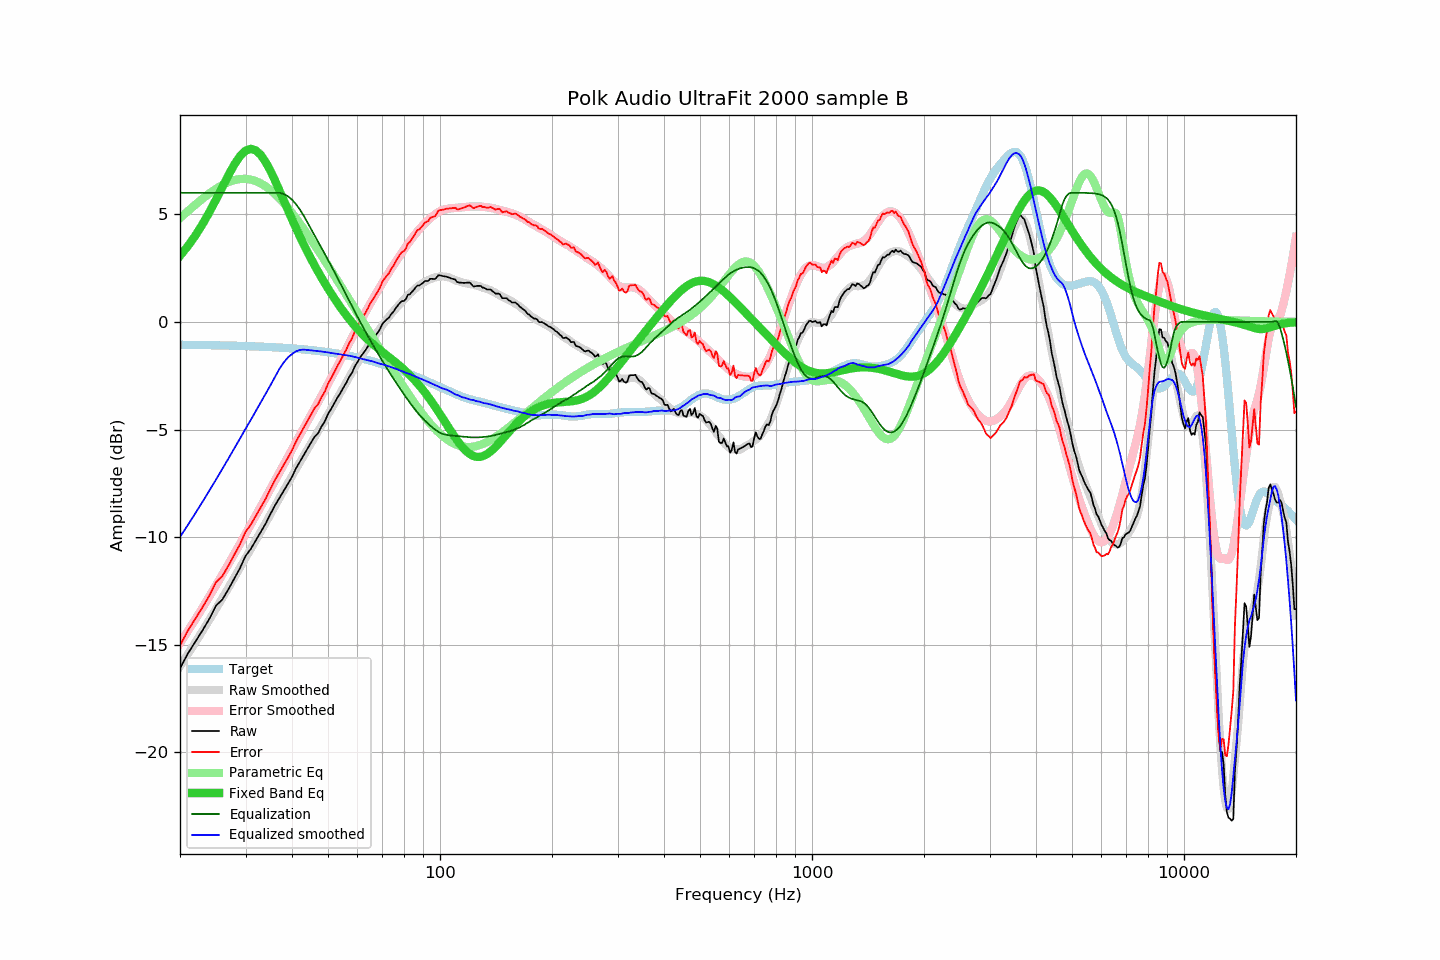 Polk Audio UltraFit 2000 sample B
Amplitude (dBr)
5
0
−5
−10
−15
−20
Target
Raw Smoothed
Error Smoothed
Raw
Error
Parametric Eq
Fixed Band Eq
Equalization
Equalized smoothed
100
1000
10000
Frequency (Hz)